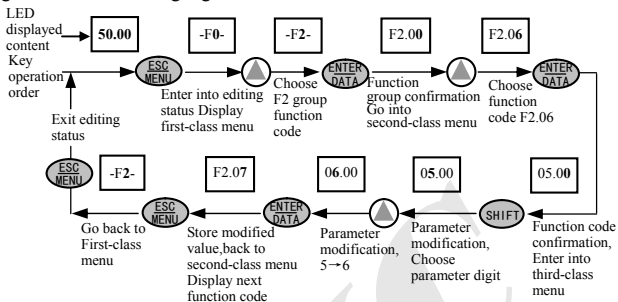 LED
displayed
content
Key
operation
order
50.00
-F0-
-F2-
F2.00
F2.06
ESC
MENU
ENTER
DATA
ENTER
DATA
Enter into editing
status Display
first-class menu
Choose
F2 group
function
code
Function
group confirmation
Go into
second-class menu
Choose
function
code F2.06
Exit editing
status
ESC
MENU
-F2-
F2.07
06.00
05.00
05.00
ESC
MENU
ENTER
DATA
SHIFT
Go back to
First-class
menu
Store modified
value,back to
second-class menu
Display next
function code
Parameter
modification,
5→6
Parameter
modification,
Choose
parameter digit
Function code
confirmation,
Enter into
third-class
menu